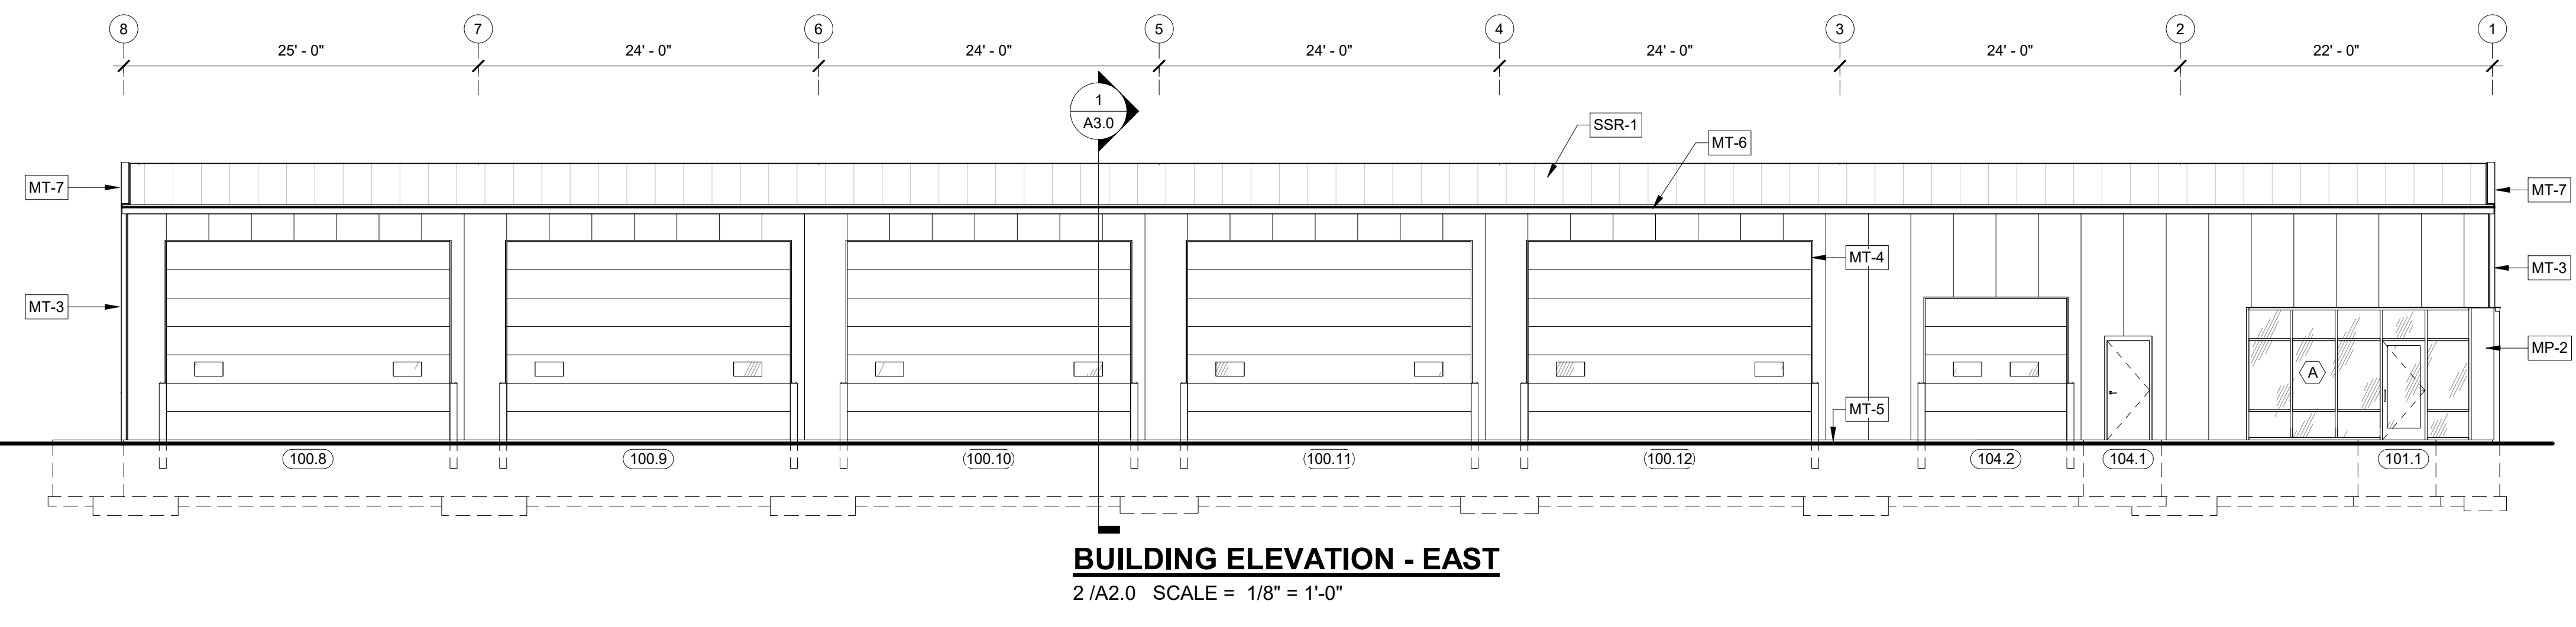 8 7 6 5 4 3 2 1
25' - 0" 24' - 0" 24' - 0" 24' - 0" 24' - 0" 24' - 0" 22' - 0"
1
A3.0
SSR-1
MT-6
MT-7 MT-7
MT-4
MT-3 MT-3
MP-2
A
MT-5
100.8 100.9 100.10 100.11 100.12 104.2 104.1 101.1
BUILDING ELEVATION - EAST
2 /A2.0 SCALE = 1/8" = 1'-0"